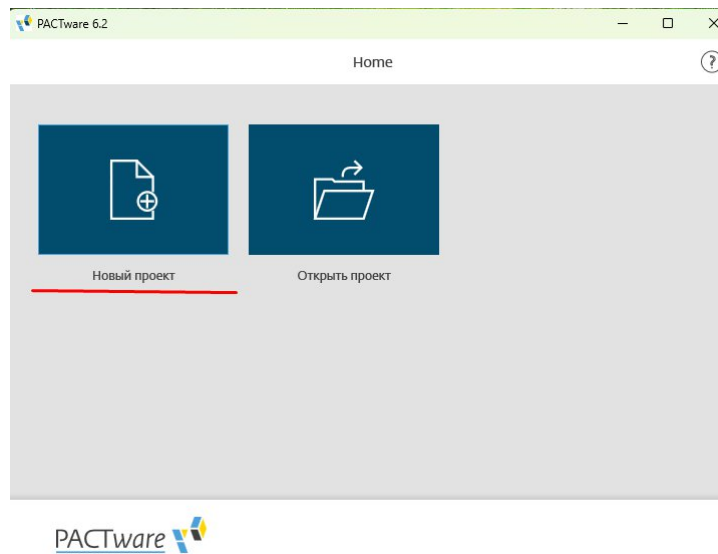 PACTware 6.2
Home
?
Новый проект
Открыть проект
PACTware